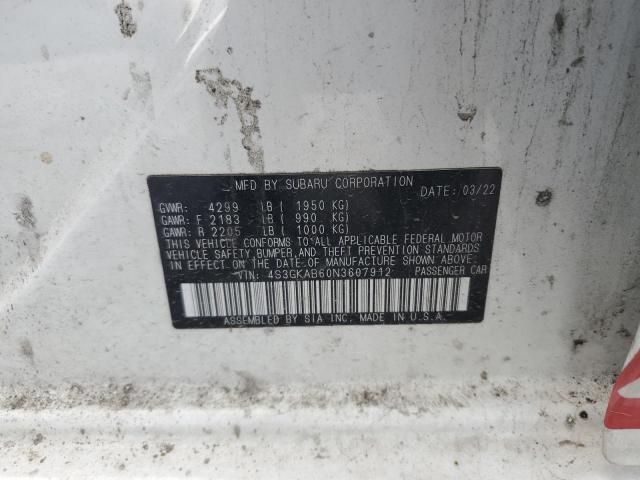 MFD BY SUBARU CORPORATION
DATE: 03/22
GVWR: 4299 LB ( 1950 KG)
GAWR: F 2183 LB ( 990 KG)
GAWR: R 2205 LB ( 1000 KG)
THIS VEHICLE CONFORMS TO ALL APPLICABLE FEDERAL MOTOR
VEHICLE SAFETY, BUMPER, AND THEFT PREVENTION STANDARDS
IN EFFECT ON THE DATE OF MANUFACTURE SHOWN ABOVE.
VIN: 4S3GKAB60N3607912 PASSENGER CAR
ASSEMBLED BY SIA INC. MADE IN U.S.A.